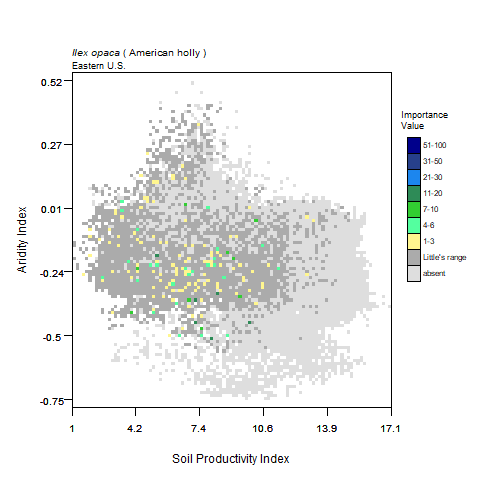 Ilex opaca ( American holly )
Eastern U.S.
0.52
0.27
0.01
-0.24
-0.5
-0.75
Aridity Index
1 4.2 7.4 10.6 13.9 17.1
Soil Productivity Index
Importance
Value
51-100
31-50
21-30
11-20
7-10
4-6
1-3
Little's range
absent